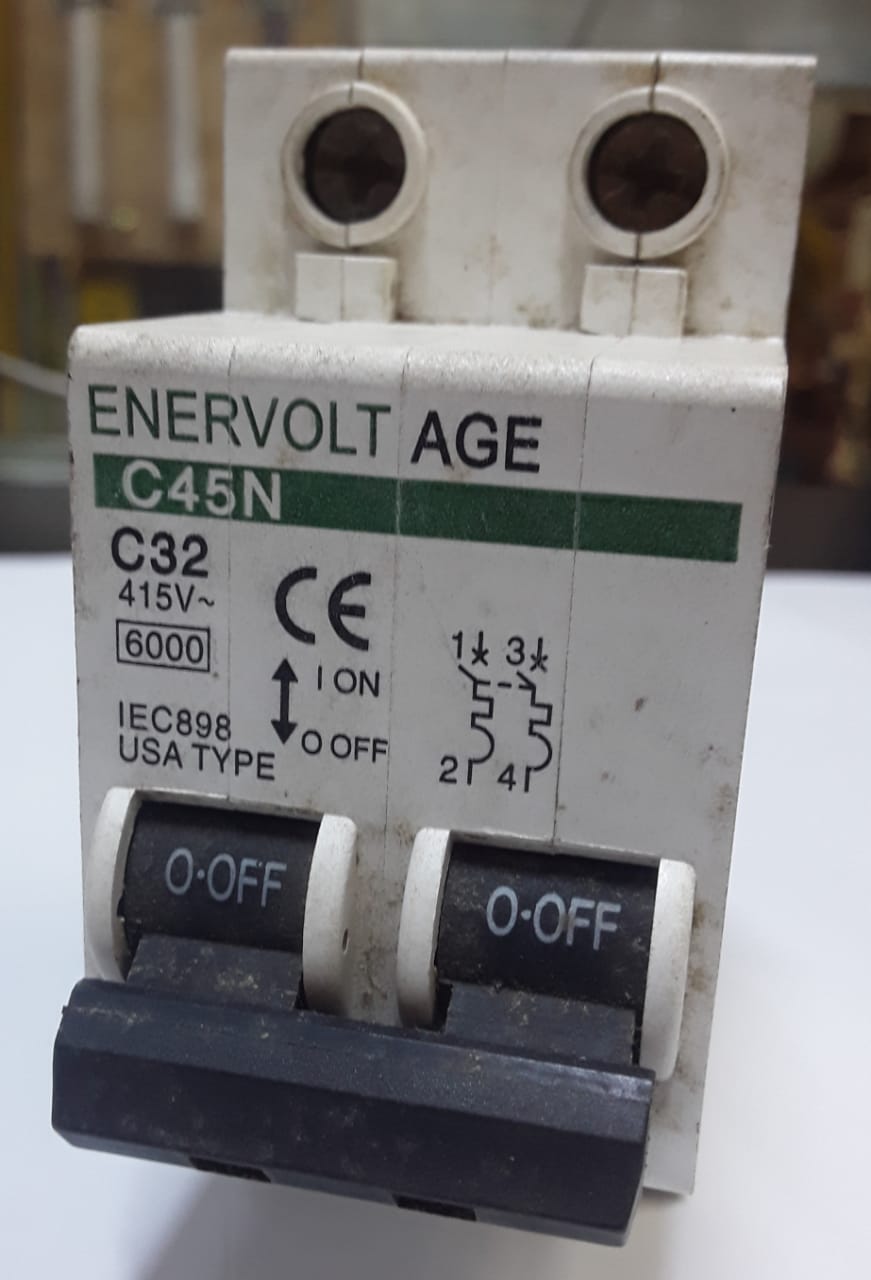 ENERVOLT AGE
C45N
C32
415V~
6000
CE
I ON
O OFF
IEC898
USA TYPE
1 3
2 4
O·OFF
O·OFF